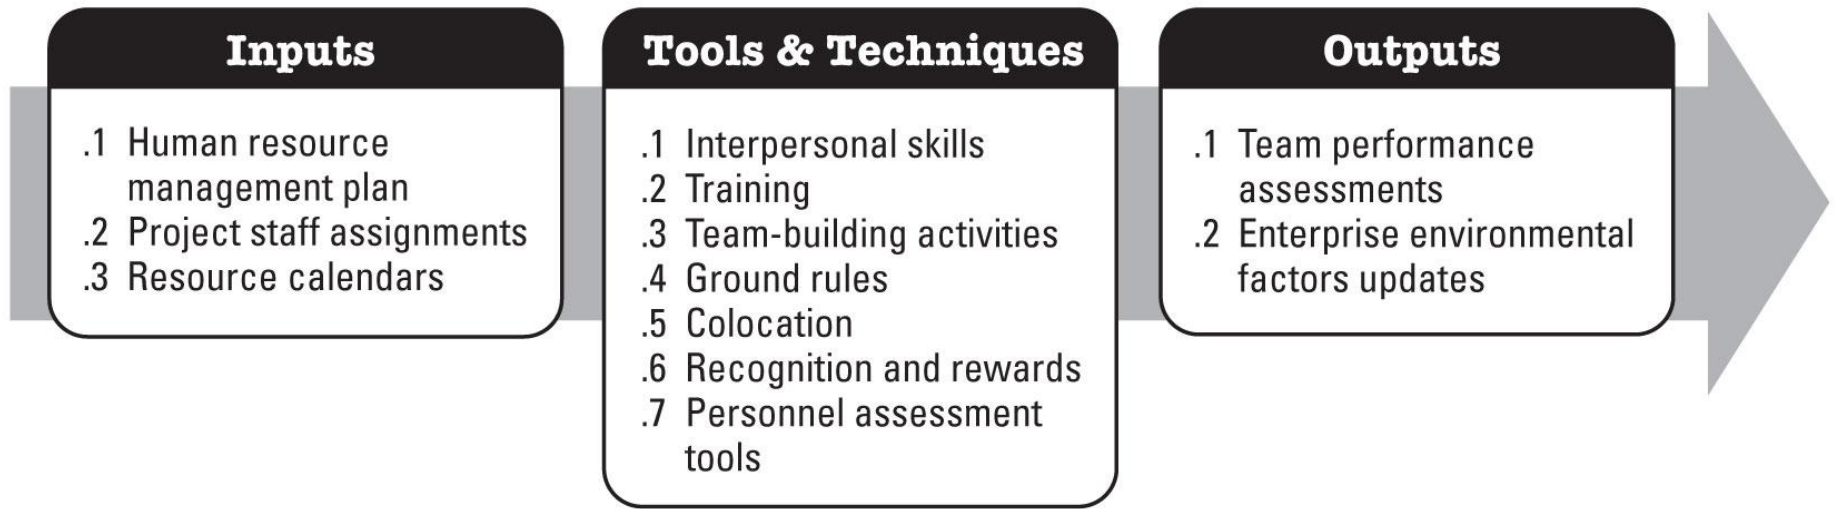 Inputs
.1 Human resource
management plan
.2 Project staff assignments
.3 Resource calendars
Tools & Techniques
.1 Interpersonal skills
.2 Training
.3 Team-building activities
.4 Ground rules
.5 Colocation
.6 Recognition and rewards
.7 Personnel assessment
tools
Outputs
.1 Team performance
assessments
.2 Enterprise environmental
factors updates